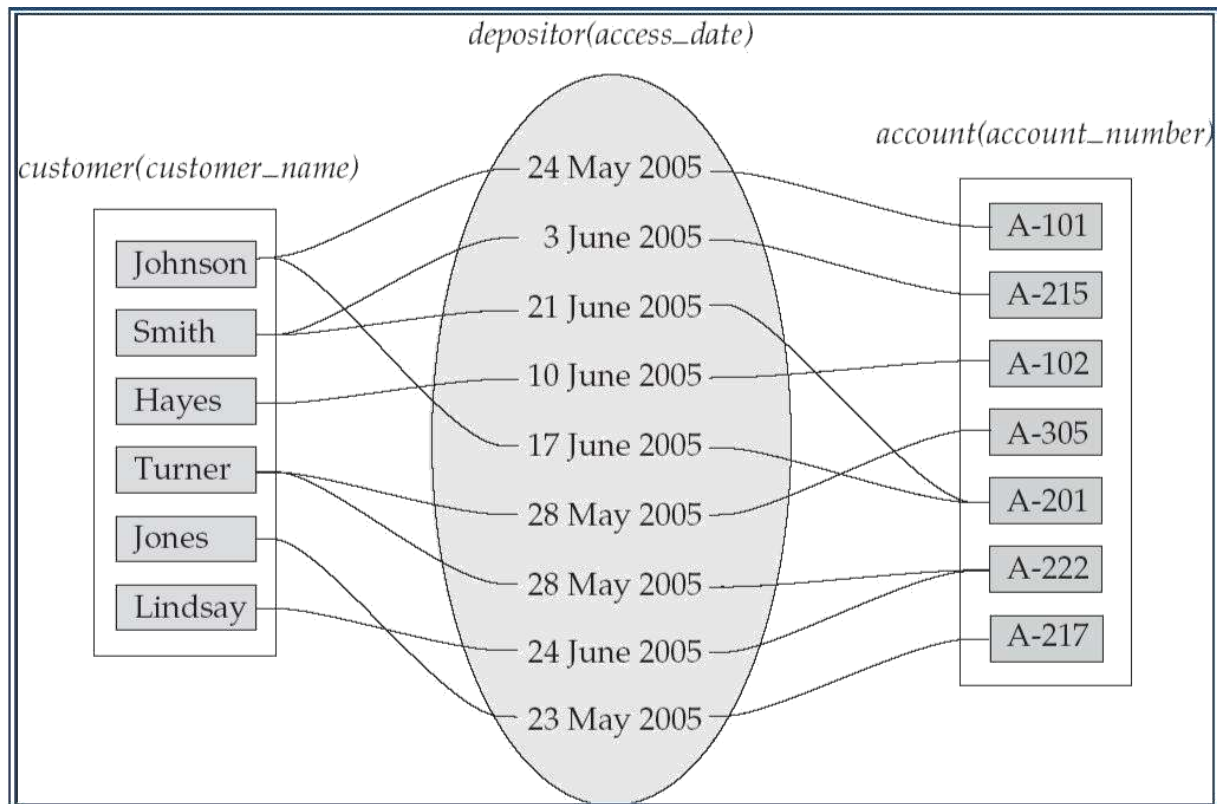 depositor(access_date)
customer(customer_name)
account(account_number)
Johnson
Smith
Hayes
Turner
Jones
Lindsay
24 May 2005
3 June 2005
21 June 2005
10 June 2005
17 June 2005
28 May 2005
28 May 2005
24 June 2005
23 May 2005
A-101
A-215
A-102
A-305
A-201
A-222
A-217